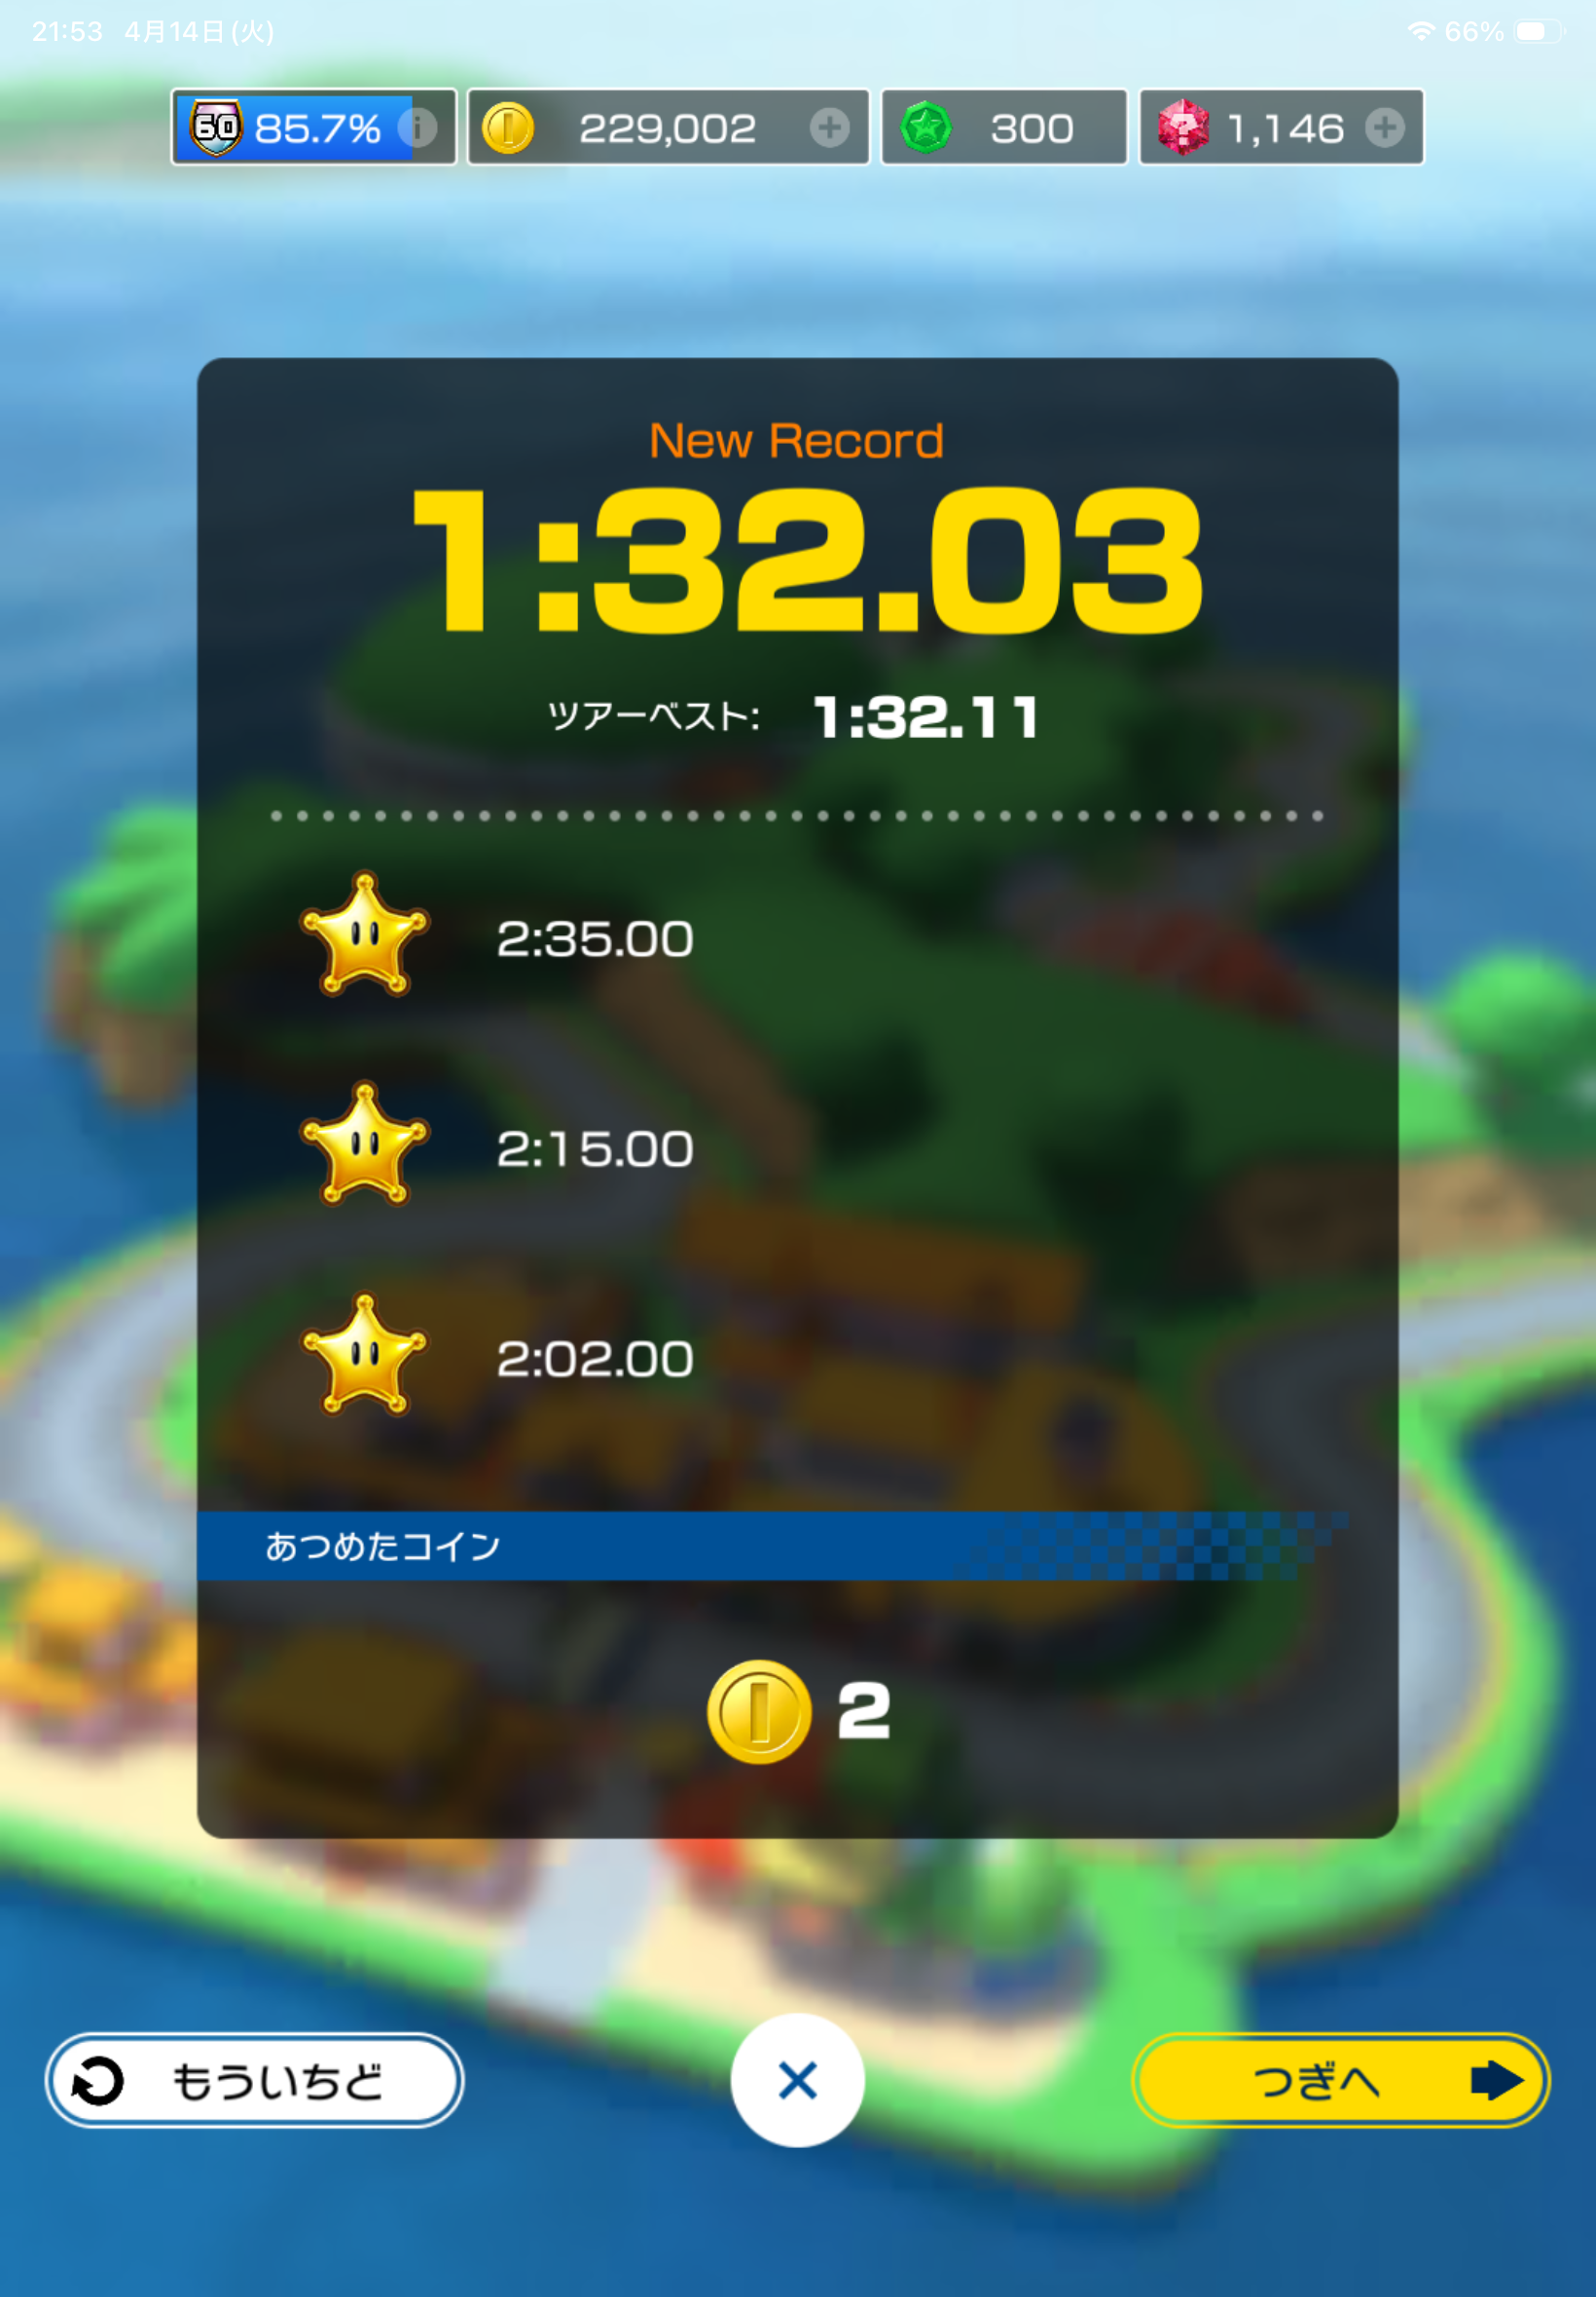 21:53 4月14日(火) 66%
60 85.7% i 229,002 + 300 ? 1,146 +
New Record
1:32.03
ツアーベスト: 1:32.11
2:35.00
2:15.00
2:02.00
あつめたコイン
2
もういちど × つぎへ